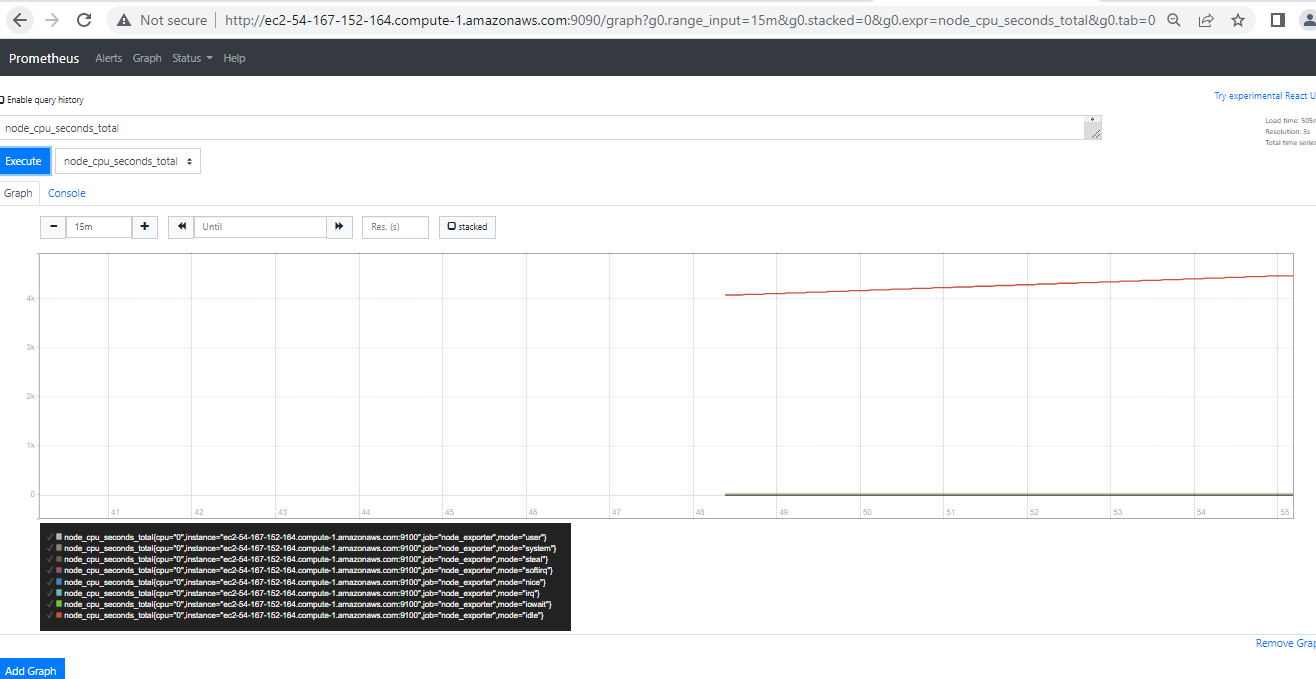 Not secure http://ec2-54-167-152-164.compute-1.amazonaws.com:9090/graph?g0.range_input=15m&g0.stacked=0&g0.expr=node_cpu_seconds_total&g0.tab=0
Prometheus Alerts Graph Status Help
Enable query history
Try experimental React U
node_cpu_seconds_total
Load time: 505m
Resolution: 3s
Total time series
Execute node_cpu_seconds_total
Graph Console
− 15m + Until Res. (s) stacked
4k
3k
2k
1k
0
41 42 43 44 45 46 47 48 49 50 51 52 53 54 55
node_cpu_seconds_total{cpu="0",instance="ec2-54-167-152-164.compute-1.amazonaws.com:9100",job="node_exporter",mode="user"}
node_cpu_seconds_total{cpu="0",instance="ec2-54-167-152-164.compute-1.amazonaws.com:9100",job="node_exporter",mode="system"}
node_cpu_seconds_total{cpu="0",instance="ec2-54-167-152-164.compute-1.amazonaws.com:9100",job="node_exporter",mode="steal"}
node_cpu_seconds_total{cpu="0",instance="ec2-54-167-152-164.compute-1.amazonaws.com:9100",job="node_exporter",mode="softirq"}
node_cpu_seconds_total{cpu="0",instance="ec2-54-167-152-164.compute-1.amazonaws.com:9100",job="node_exporter",mode="nice"}
node_cpu_seconds_total{cpu="0",instance="ec2-54-167-152-164.compute-1.amazonaws.com:9100",job="node_exporter",mode="irq"}
node_cpu_seconds_total{cpu="0",instance="ec2-54-167-152-164.compute-1.amazonaws.com:9100",job="node_exporter",mode="iowait"}
node_cpu_seconds_total{cpu="0",instance="ec2-54-167-152-164.compute-1.amazonaws.com:9100",job="node_exporter",mode="idle"}
Remove Grap
Add Graph